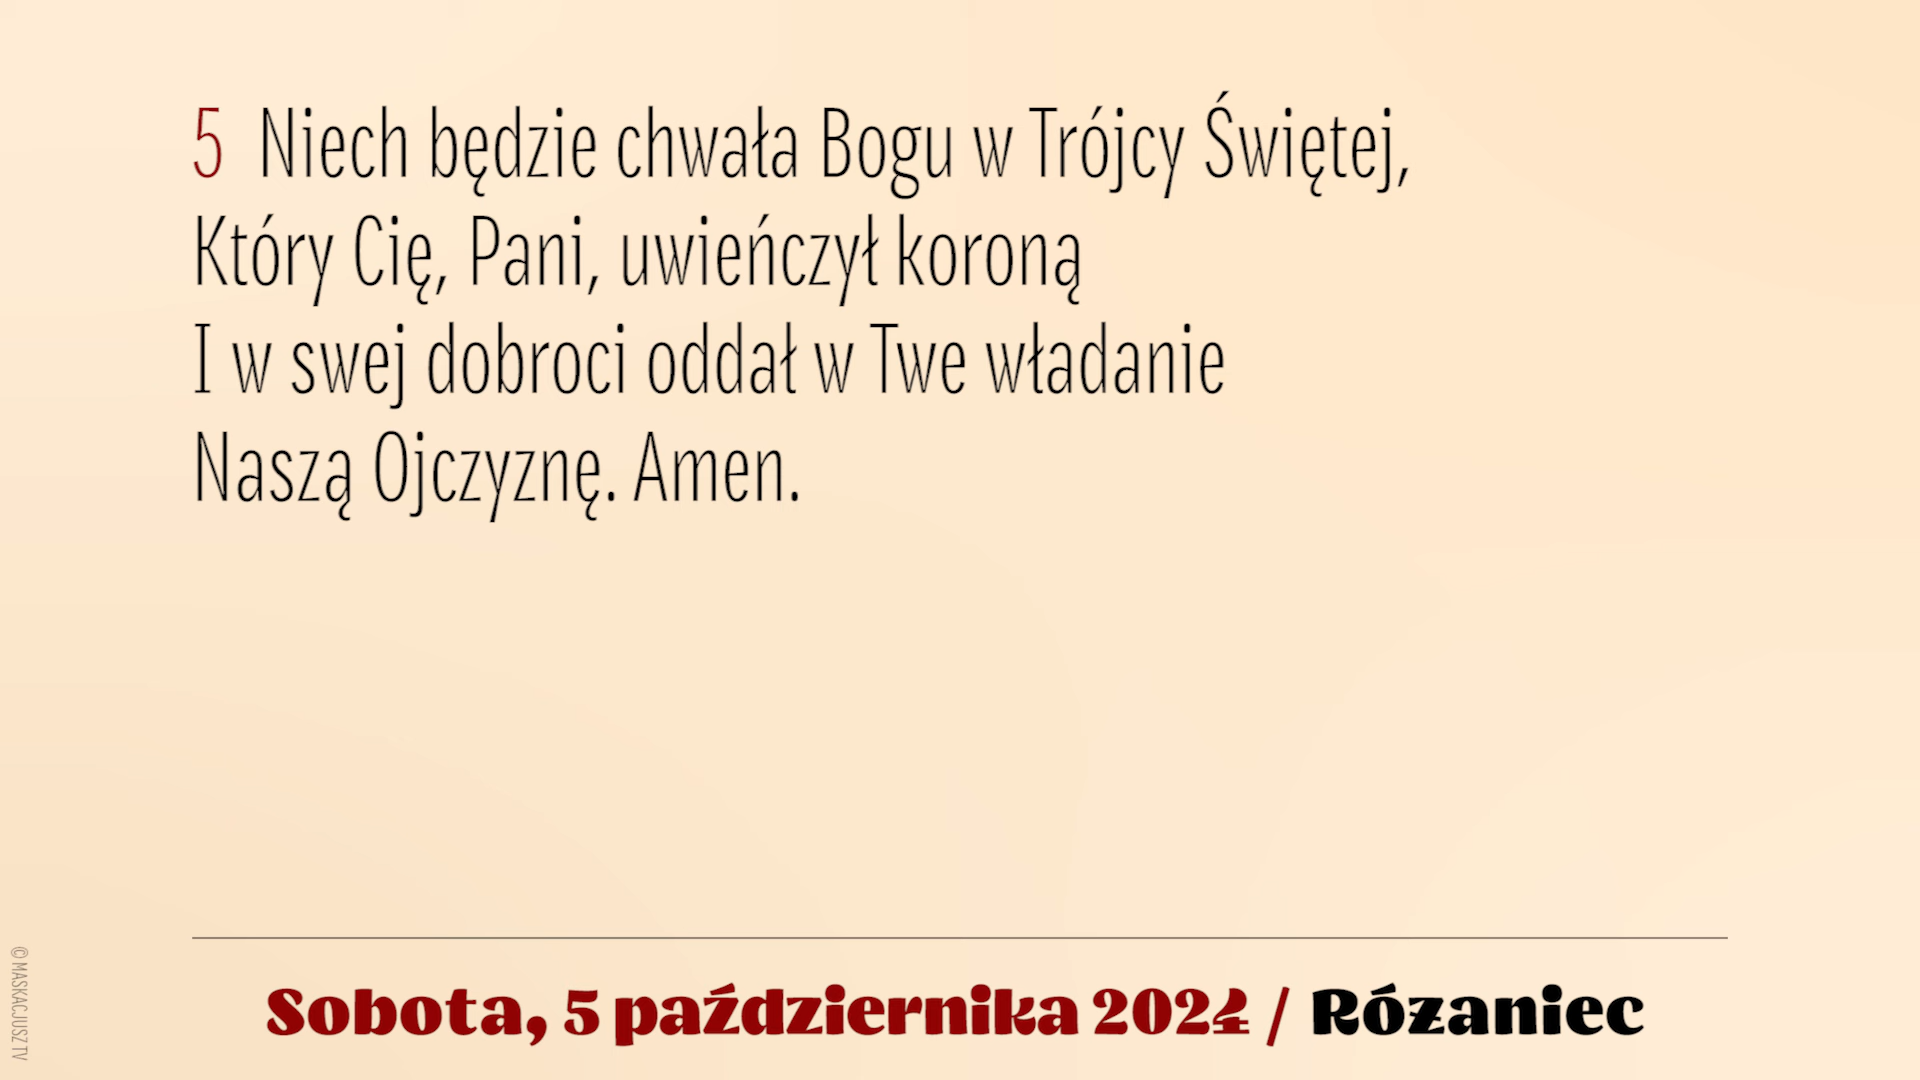 5 Niech będzie chwała Bogu w Trójcy Świętej,
Który Cię, Pani, uwieńczył koroną
I w swej dobroci oddał w Twe władanie
Naszą Ojczyznę. Amen.
Sobota, 5 października 2024 / Różaniec
© MASKACJUSZ TV